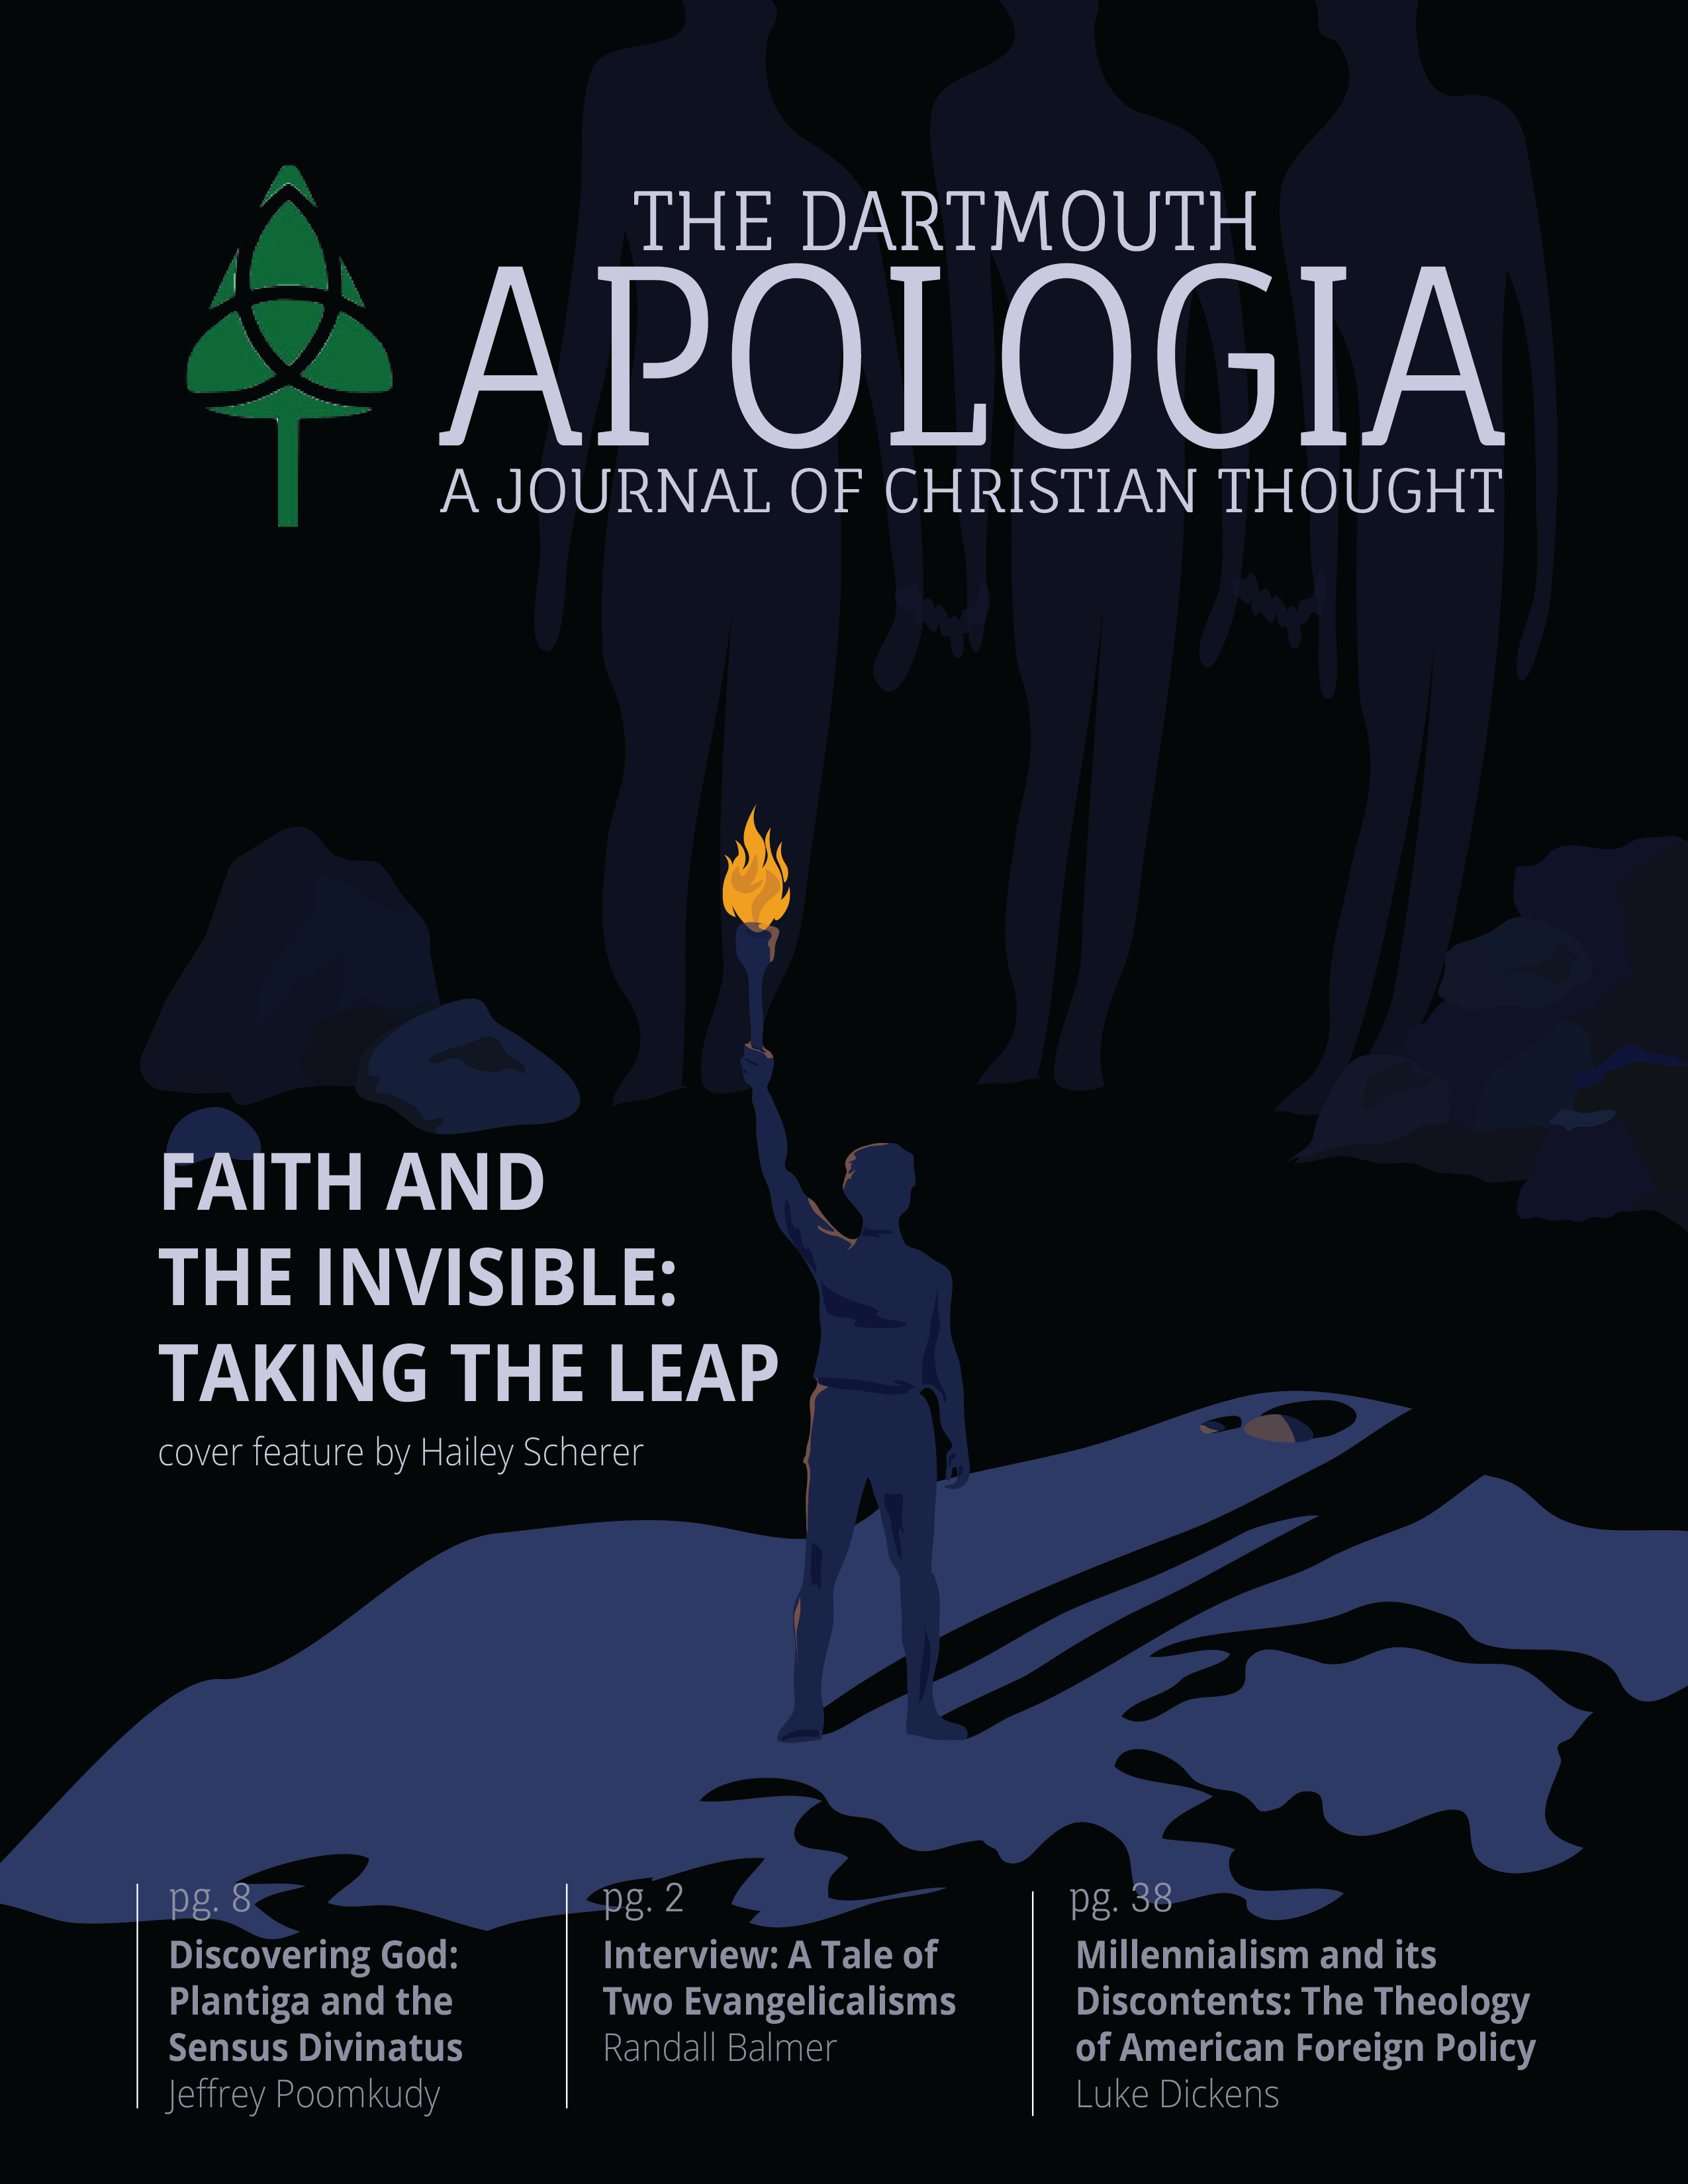 THE DARTMOUTH
APOLOGIA
A JOURNAL OF CHRISTIAN THOUGHT
FAITH AND
THE INVISIBLE:
TAKING THE LEAP
cover feature by Hailey Scherer
pg. 8
Discovering God:
Plantiga and the
Sensus Divinatus
Jeffrey Poomkudy
pg. 2
Interview: A Tale of
Two Evangelicalisms
Randall Balmer
pg. 38
Millennialism and its
Discontents: The Theology
of American Foreign Policy
Luke Dickens